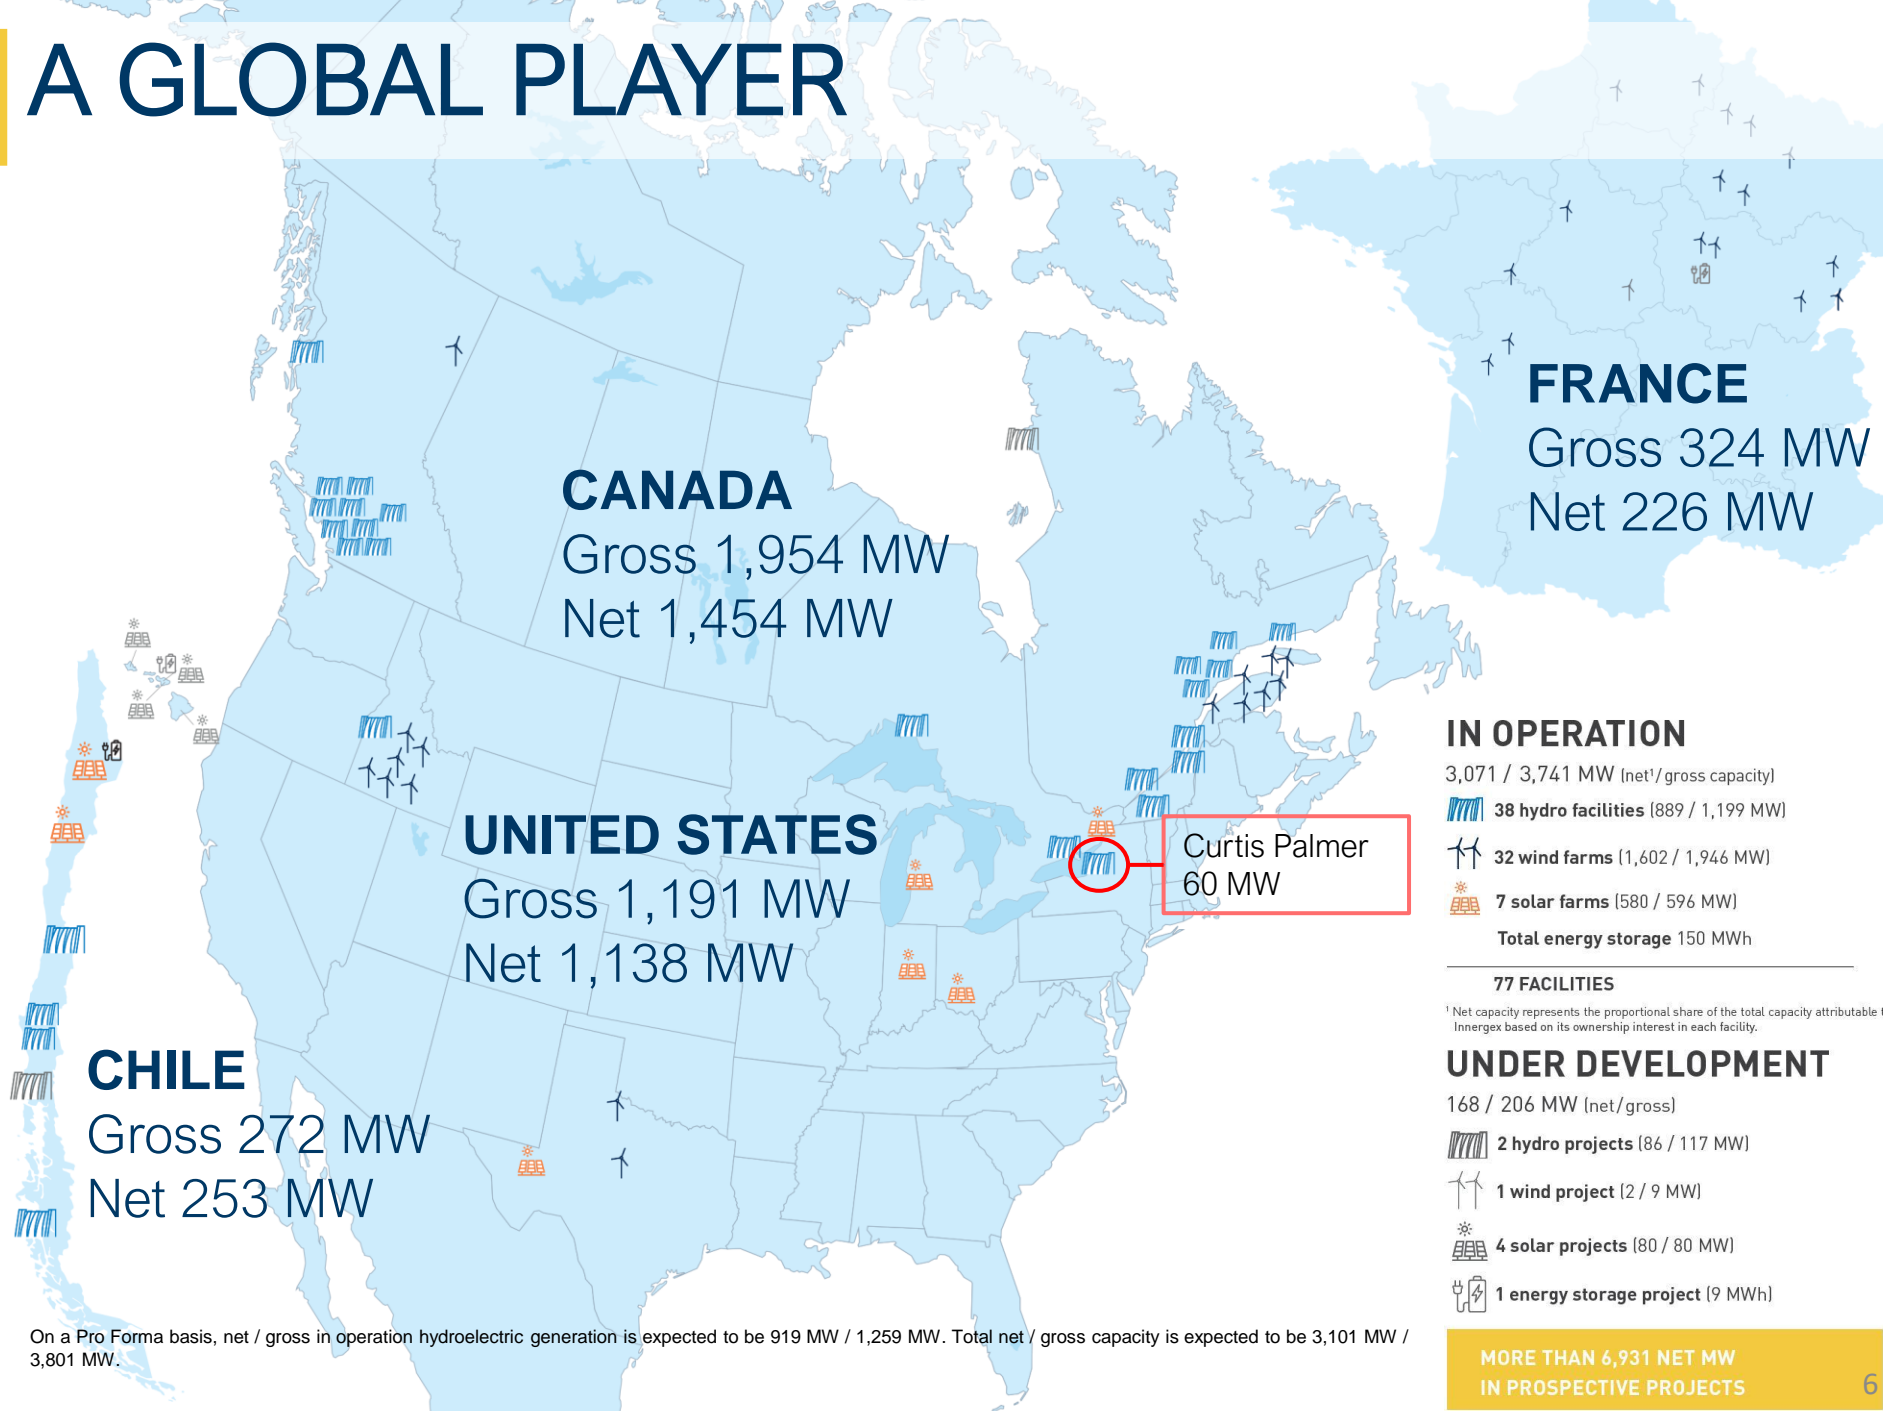 A GLOBAL PLAYER
FRANCE
Gross 324 MW
Net 226 MW
CANADA
Gross 1,954 MW
Net 1,454 MW
UNITED STATES
Gross 1,191 MW
Net 1,138 MW
Curtis Palmer
60 MW
CHILE
Gross 272 MW
Net 253 MW
IN OPERATION
3,071 / 3,741 MW (net¹/gross capacity)
38 hydro facilities (889 / 1,199 MW)
32 wind farms (1,602 / 1,946 MW)
7 solar farms (580 / 596 MW)
Total energy storage 150 MWh
77 FACILITIES
¹ Net capacity represents the proportional share of the total capacity attributable t
Innergex based on its ownership interest in each facility.
UNDER DEVELOPMENT
168 / 206 MW (net/gross)
2 hydro projects (86 / 117 MW)
1 wind project (2 / 9 MW)
4 solar projects (80 / 80 MW)
1 energy storage project (9 MWh)
On a Pro Forma basis, net / gross in operation hydroelectric generation is expected to be 919 MW / 1,259 MW. Total net / gross capacity is expected to be 3,101 MW /
3,801 MW.
MORE THAN 6,931 NET MW
IN PROSPECTIVE PROJECTS
6